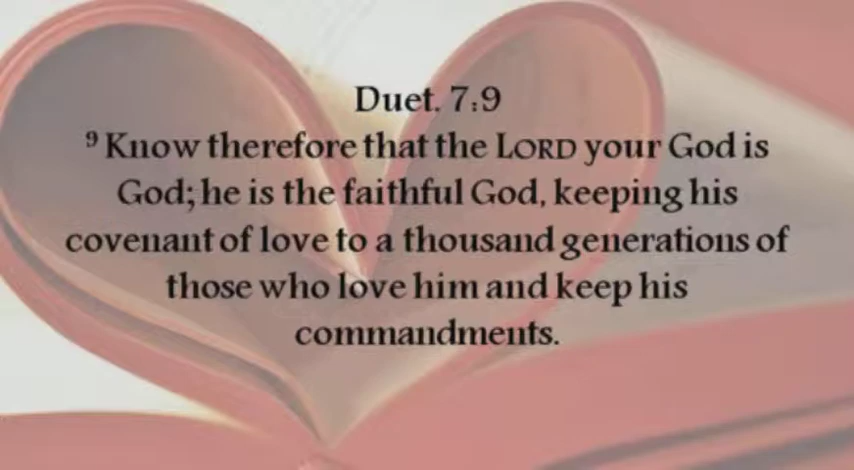 Duet. 7:9
⁹ Know therefore that the LORD your God is
God; he is the faithful God, keeping his
covenant of love to a thousand generations of
those who love him and keep his
commandments.